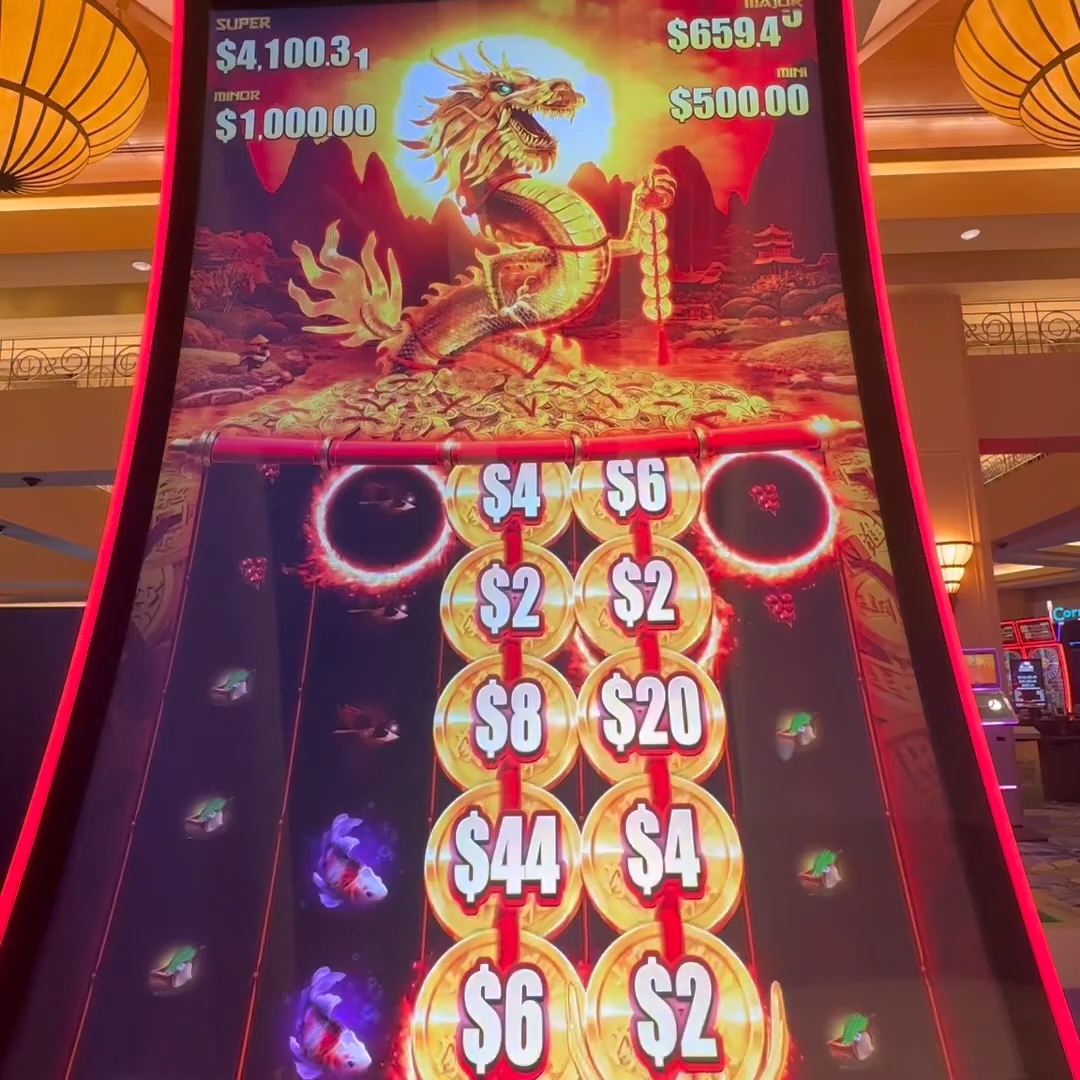 SUPER
$4,100.31
MINOR
$1,000.00
MAJOR
$659.4
MINI
$500.00
$4 $6
$2 $2
$8 $20
$44 $4
$6 $2